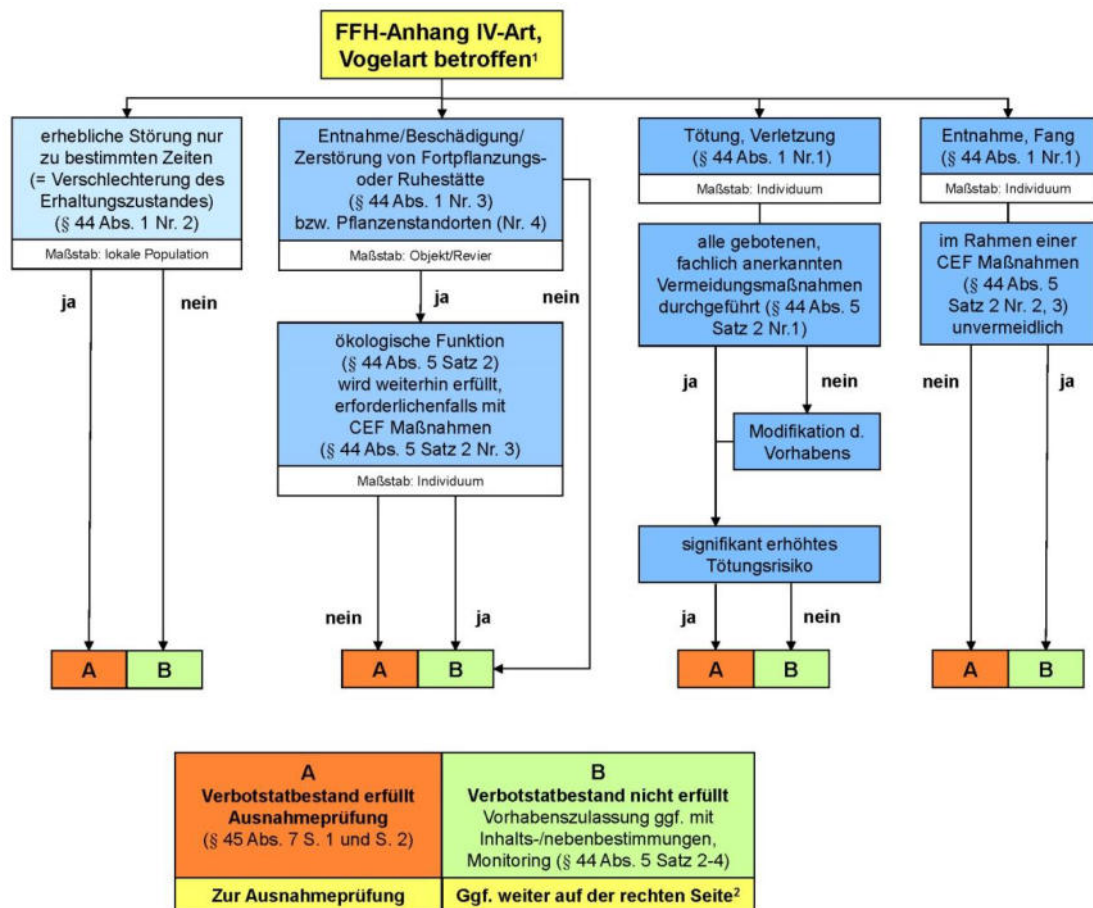 FFH-Anhang IV-Art,
Vogelart betroffen¹
erhebliche Störung nur
zu bestimmten Zeiten
(= Verschlechterung des
Erhaltungszustandes)
(§ 44 Abs. 1 Nr. 2)
Maßstab: lokale Population
ja
nein
A
B
Entnahme/Beschädigung/
Zerstörung von Fortpflanzungs-
oder Ruhestätte
(§ 44 Abs. 1 Nr. 3)
bzw. Pflanzenstandorten (Nr. 4)
Maßstab: Objekt/Revier
ja
nein
ökologische Funktion
(§ 44 Abs. 5 Satz 2)
wird weiterhin erfüllt,
erforderlichenfalls mit
CEF Maßnahmen
(§ 44 Abs. 5 Satz 2 Nr. 3)
Maßstab: Individuum
nein
ja
A
B
Tötung, Verletzung
(§ 44 Abs. 1 Nr.1)
Maßstab: Individuum
alle gebotenen,
fachlich anerkannten
Vermeidungsmaßnahmen
durchgeführt (§ 44 Abs. 5
Satz 2 Nr.1)
ja
nein
Modifikation d.
Vorhabens
signifikant erhöhtes
Tötungsrisiko
ja
nein
A
B
Entnahme, Fang
(§ 44 Abs. 1 Nr.1)
Maßstab: Individuum
im Rahmen einer
CEF Maßnahmen
(§ 44 Abs. 5
Satz 2 Nr. 2, 3)
unvermeidlich
nein
ja
A
B
A
Verbotstatbestand erfüllt
Ausnahmeprüfung
(§ 45 Abs. 7 S. 1 und S. 2)
Zur Ausnahmeprüfung
B
Verbotstatbestand nicht erfüllt
Vorhabenszulassung ggf. mit
Inhalts-/nebenbestimmungen,
Monitoring (§ 44 Abs. 5 Satz 2-4)
Ggf. weiter auf der rechten Seite²